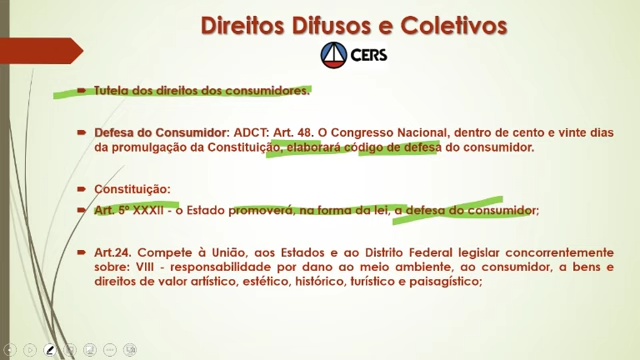 Direitos Difusos e Coletivos
CERS
Tutela dos direitos dos consumidores.
Defesa do Consumidor: ADCT: Art. 48. O Congresso Nacional, dentro de cento e vinte dias
da promulgação da Constituição, elaborará código de defesa do consumidor.
Constituição:
Art. 5º XXXII - o Estado promoverá, na forma da lei, a defesa do consumidor;
Art.24. Compete à União, aos Estados e ao Distrito Federal legislar concorrentemente
sobre: VIII - responsabilidade por dano ao meio ambiente, ao consumidor, a bens e
direitos de valor artístico, estético, histórico, turístico e paisagístico;